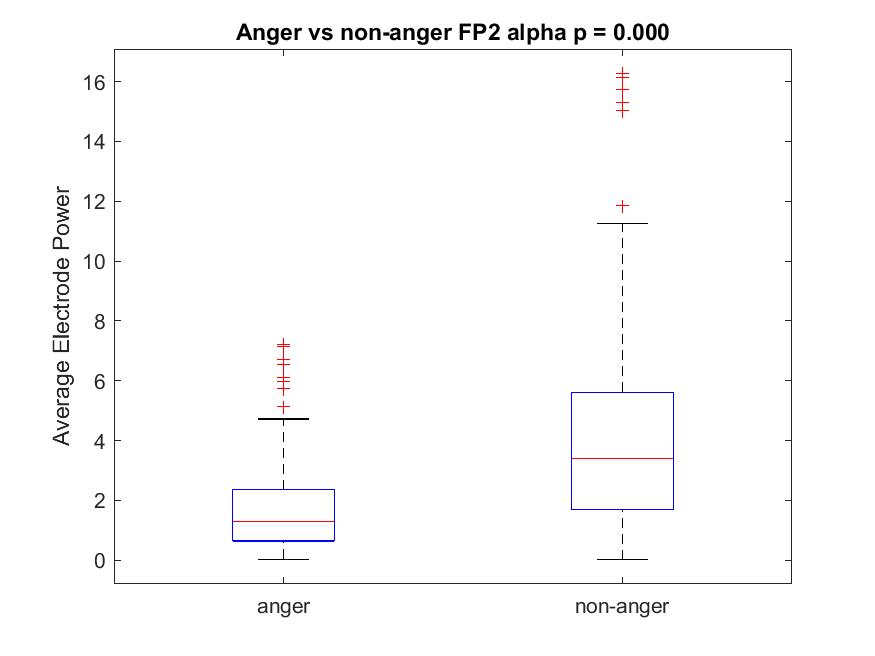 Anger vs non-anger FP2 alpha p = 0.000
Average Electrode Power
16
14
12
10
8
6
4
2
0
anger
non-anger